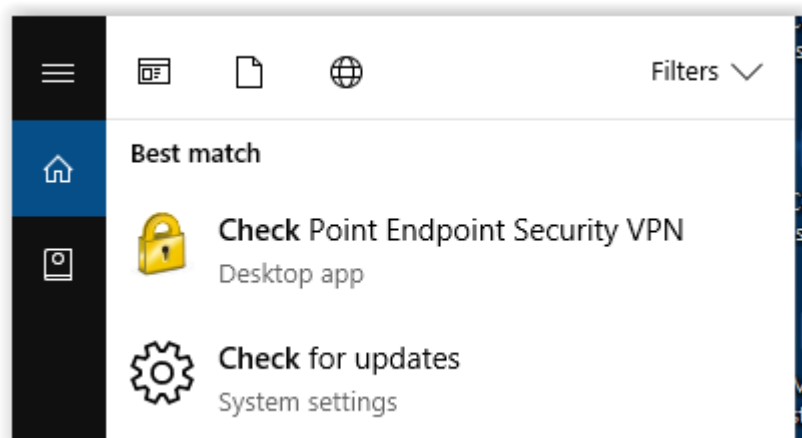 Filters
Best match
Check Point Endpoint Security VPN
Desktop app
Check for updates
System settings